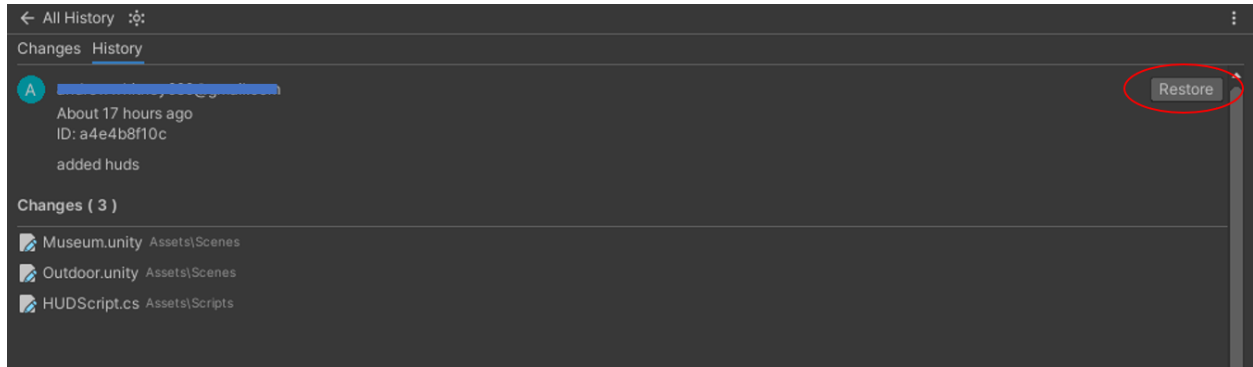 All History
Changes History
A
Restore
About 17 hours ago
ID: a4e4b8f10c
added huds
Changes ( 3 )
Museum.unity Assets\Scenes
Outdoor.unity Assets\Scenes
HUDScript.cs Assets\Scripts